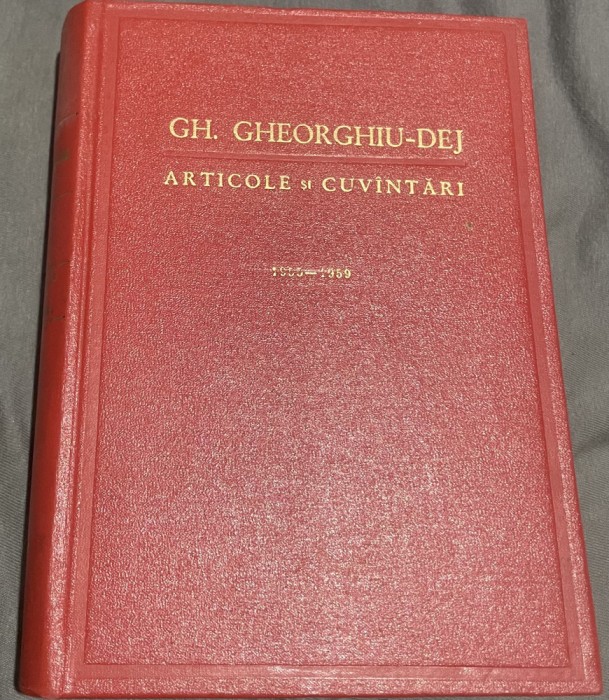 GH. GHEORGHIU-DEJ
ARTICOLE ȘI CUVÎNTĂRI
1955—1959